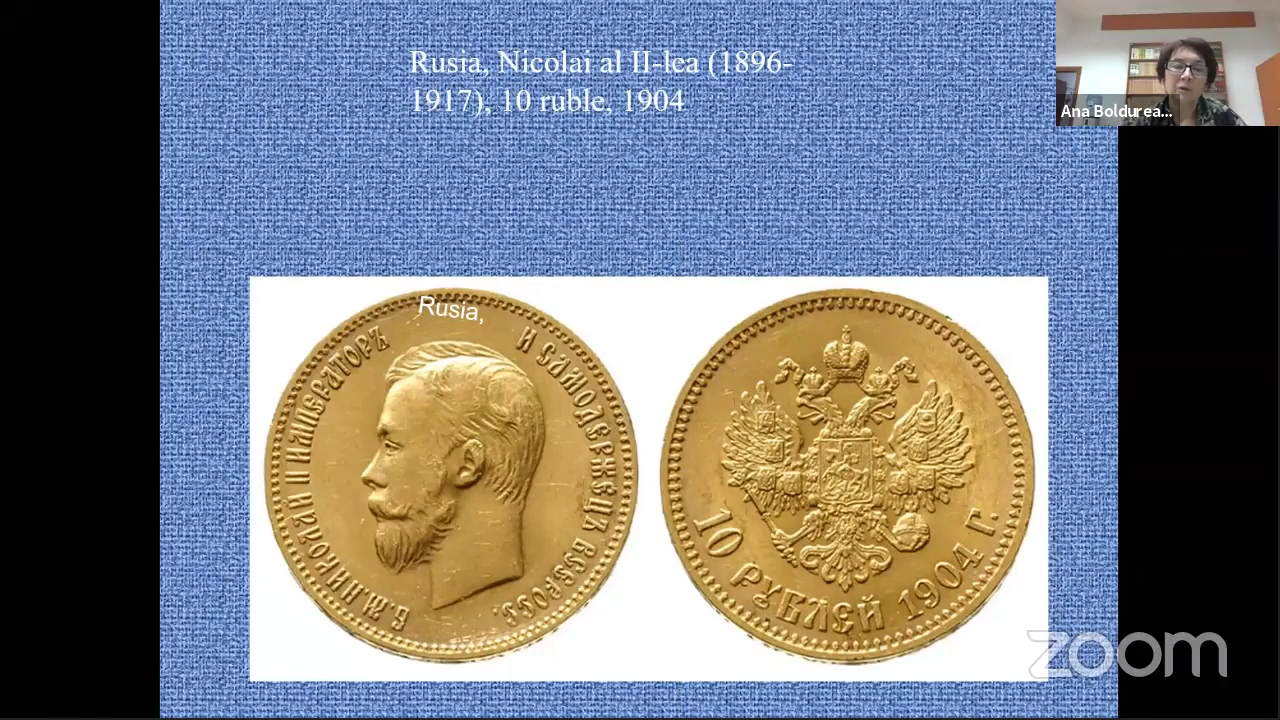 Rusia, Nicolai al II-lea (1896-
1917), 10 ruble, 1904
Ana Boldurea...
Rusia,
Б. М. НИКОЛАЙ II ИМПЕРАТОРЪ И САМОДЕРЖЕЦЪ ВСЕРОСС.
10 РУБЛЕЙ 1904 Г.
zoom